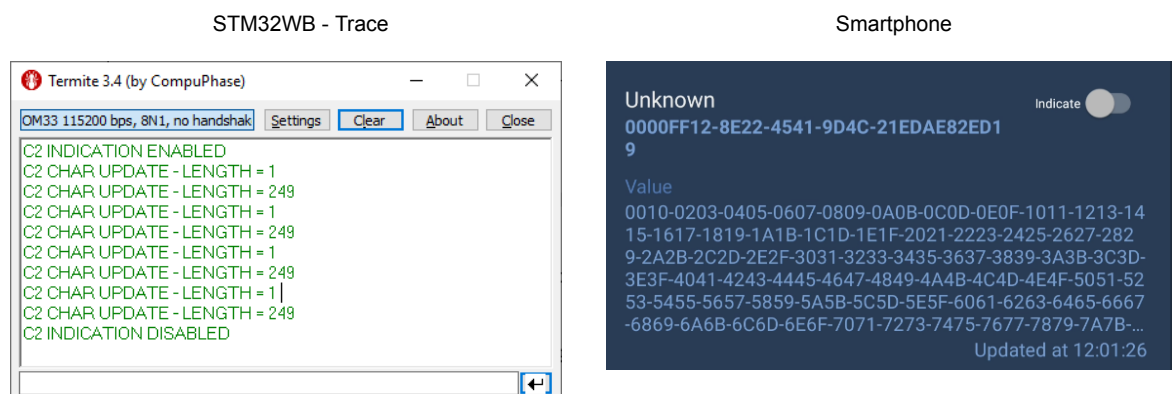 STM32WB - Trace
Smartphone
Termite 3.4 (by CompuPhase)
OM33 115200 bps, 8N1, no handshak
Settings
Clear
About
Close
C2 INDICATION ENABLED
C2 CHAR UPDATE - LENGTH = 1
C2 CHAR UPDATE - LENGTH = 249
C2 CHAR UPDATE - LENGTH = 1
C2 CHAR UPDATE - LENGTH = 249
C2 CHAR UPDATE - LENGTH = 1
C2 CHAR UPDATE - LENGTH = 249
C2 CHAR UPDATE - LENGTH = 1
C2 CHAR UPDATE - LENGTH = 249
C2 INDICATION DISABLED
Unknown
Indicate
0000FF12-8E22-4541-9D4C-21EDAE82ED1
9
Value
0010-0203-0405-0607-0809-0A0B-0C0D-0E0F-1011-1213-14
15-1617-1819-1A1B-1C1D-1E1F-2021-2223-2425-2627-282
9-2A2B-2C2D-2E2F-3031-3233-3435-3637-3839-3A3B-3C3D-
3E3F-4041-4243-4445-4647-4849-4A4B-4C4D-4E4F-5051-52
53-5455-5657-5859-5A5B-5C5D-5E5F-6061-6263-6465-6667
-6869-6A6B-6C6D-6E6F-7071-7273-7475-7677-7879-7A7B-...
Updated at 12:01:26